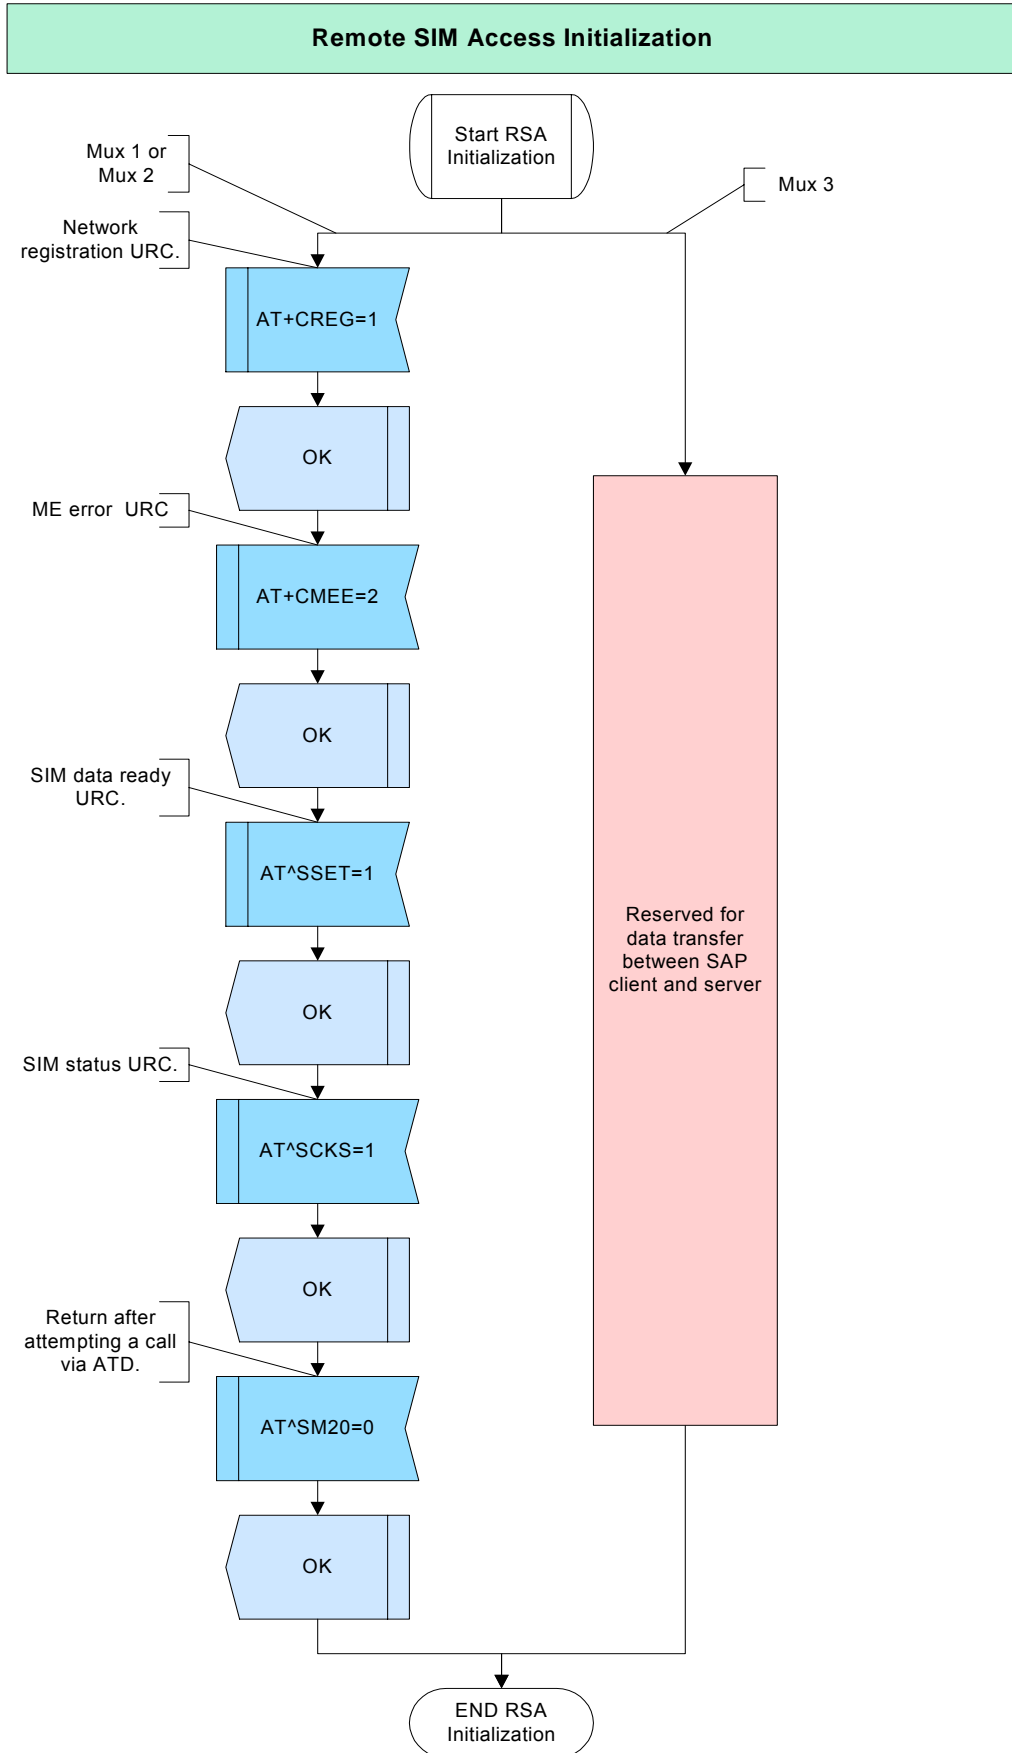 Remote SIM Access Initialization
Start RSA
Initialization
Mux 1 or
Mux 2
Mux 3
Network
registration URC.
AT+CREG=1
OK
ME error  URC
AT+CMEE=2
OK
SIM data ready
URC.
AT^SSET=1
OK
SIM status URC.
AT^SCKS=1
OK
Return after
attempting a call
via ATD.
AT^SM20=0
OK
Reserved for
data transfer
between SAP
client and server
END RSA
Initialization